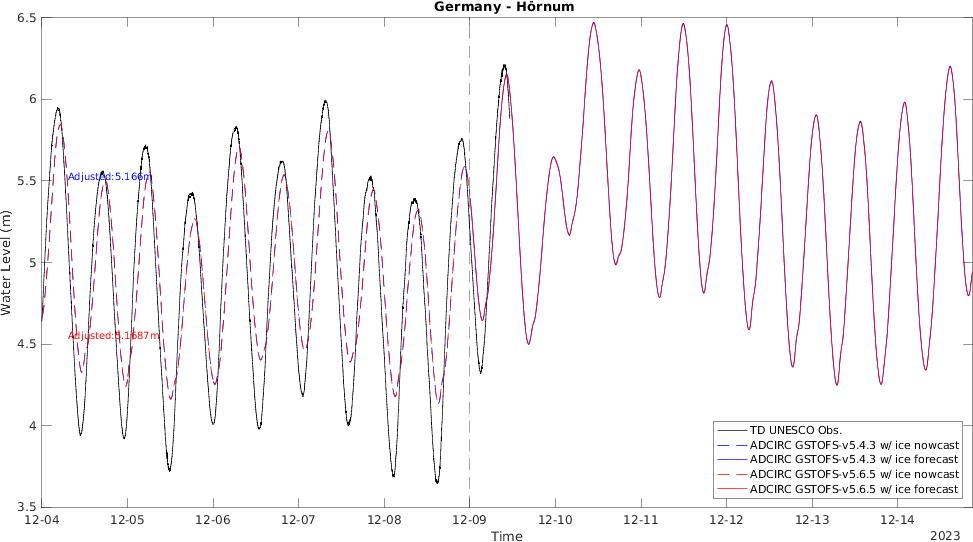 Germany - Hörnum
Water Level (m)
6.5
6
5.5
5
4.5
4
3.5
Adjusted:5.166m
Adjusted:5.1687m
TD UNESCO Obs.
ADCIRC GSTOFS-v5.4.3 w/ ice nowcast
ADCIRC GSTOFS-v5.4.3 w/ ice forecast
ADCIRC GSTOFS-v5.6.5 w/ ice nowcast
ADCIRC GSTOFS-v5.6.5 w/ ice forecast
12-04 12-05 12-06 12-07 12-08 12-09 12-10 12-11 12-12 12-13 12-14
Time
2023